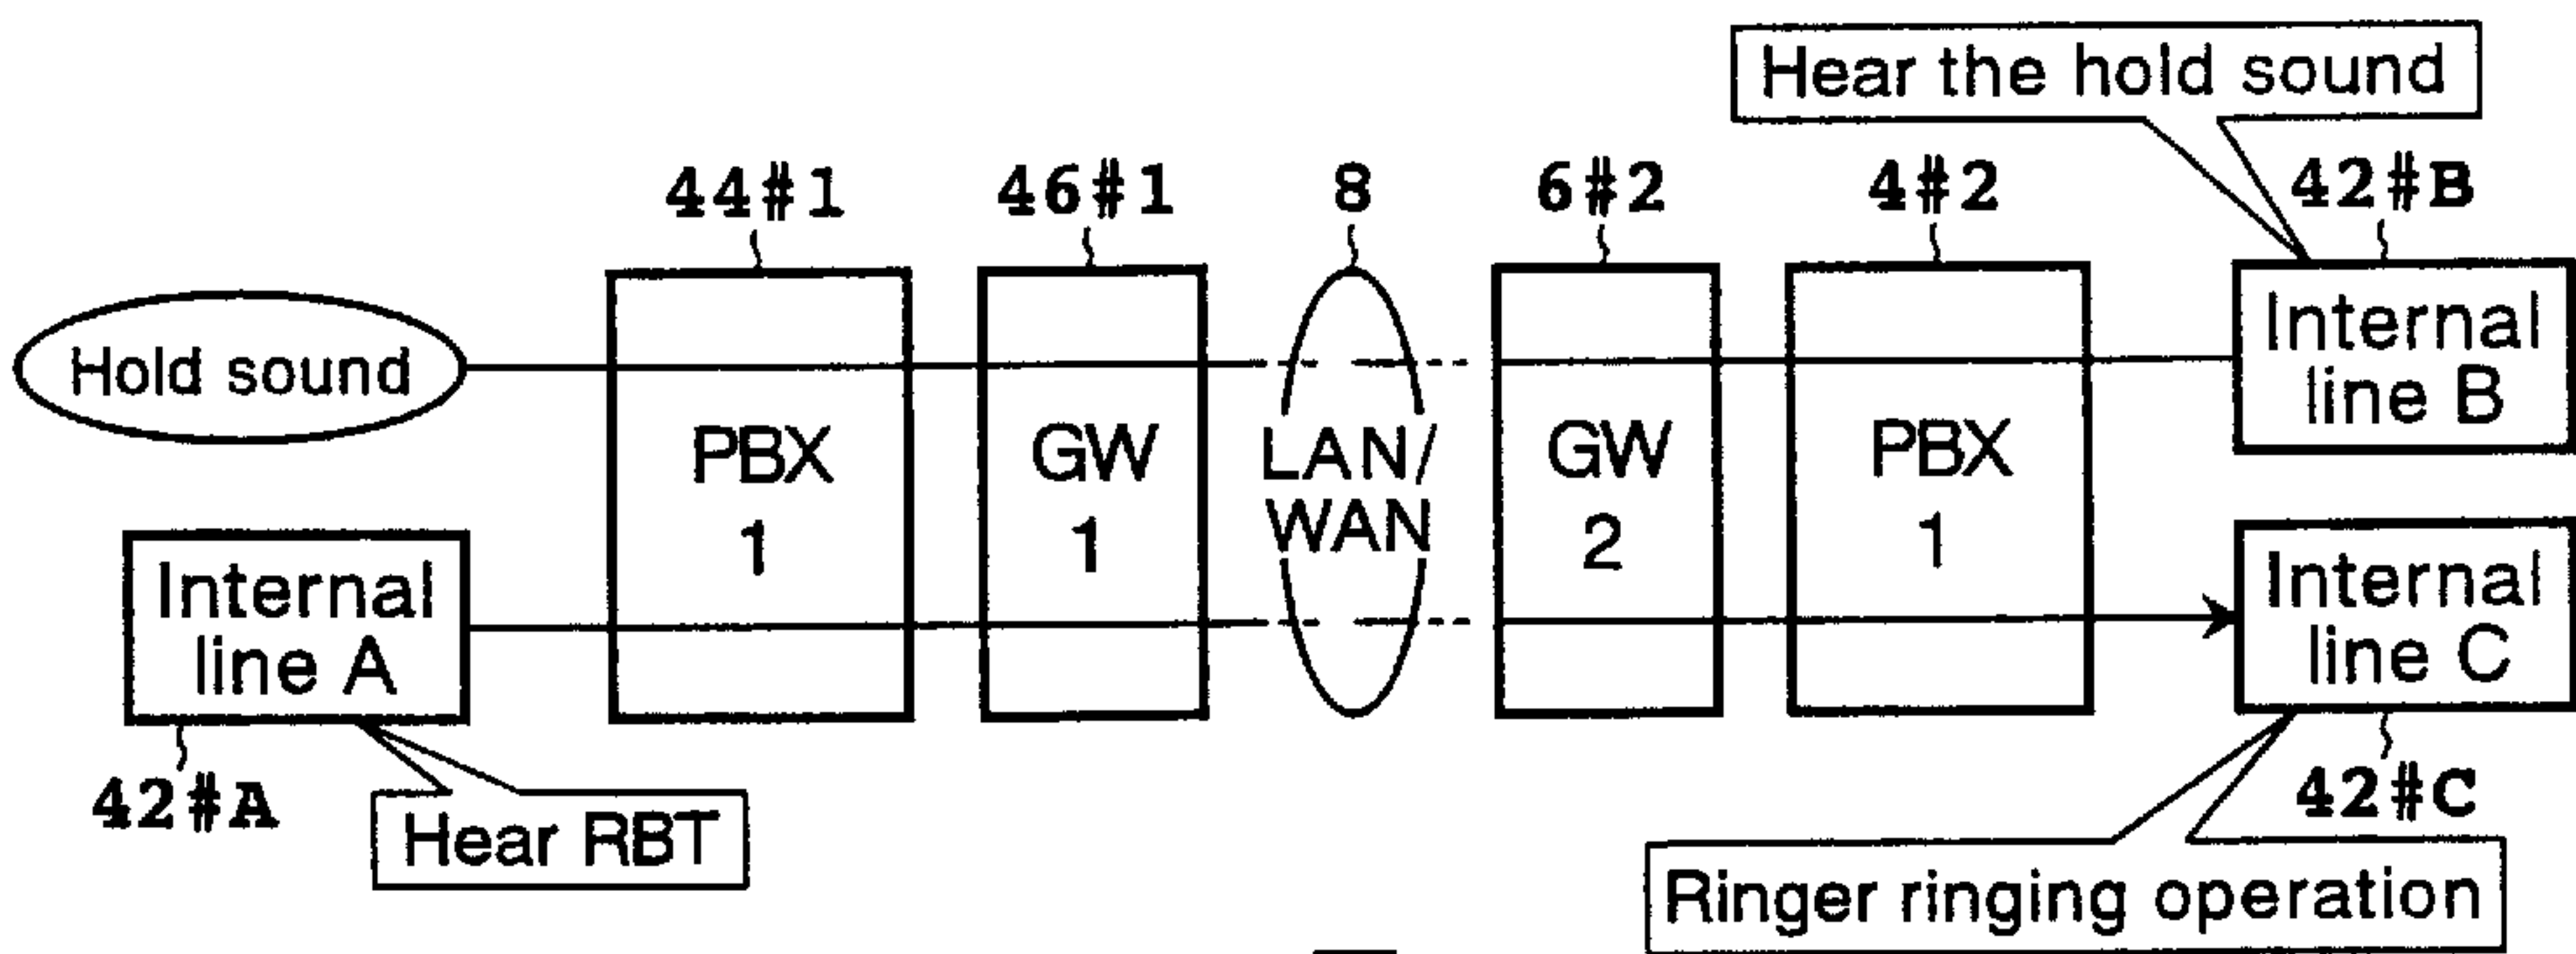 Hear the hold sound
44#1
46#1
8
6#2
4#2
42#B
Hold sound
PBX
1
GW
1
LAN/
WAN
GW
2
PBX
1
Internal
line B
Internal
line A
Internal
line C
42#A
Hear RBT
42#C
Ringer ringing operation